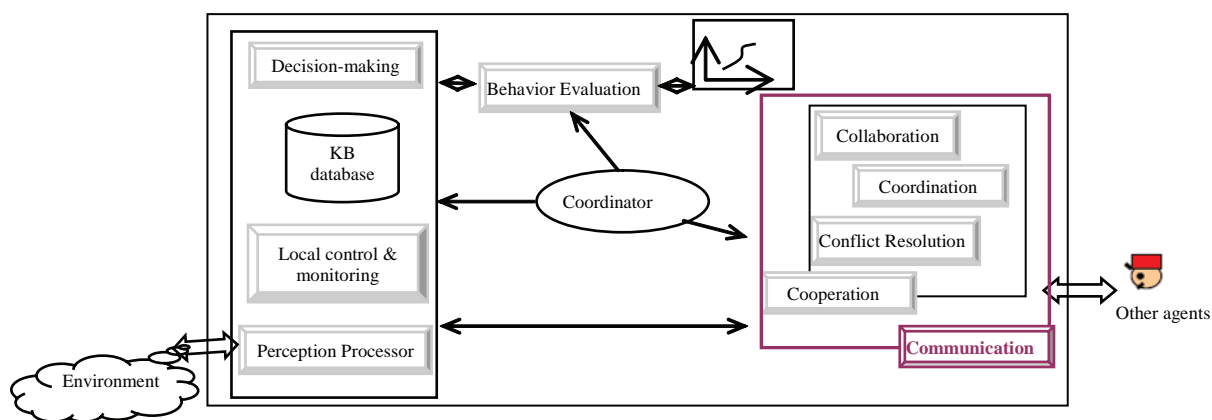 Decision-making
KB
database
Local control &
monitoring
Perception Processor
Environment
Behavior Evaluation
Coordinator
Collaboration
Coordination
Conflict Resolution
Cooperation
Communication
Other agents